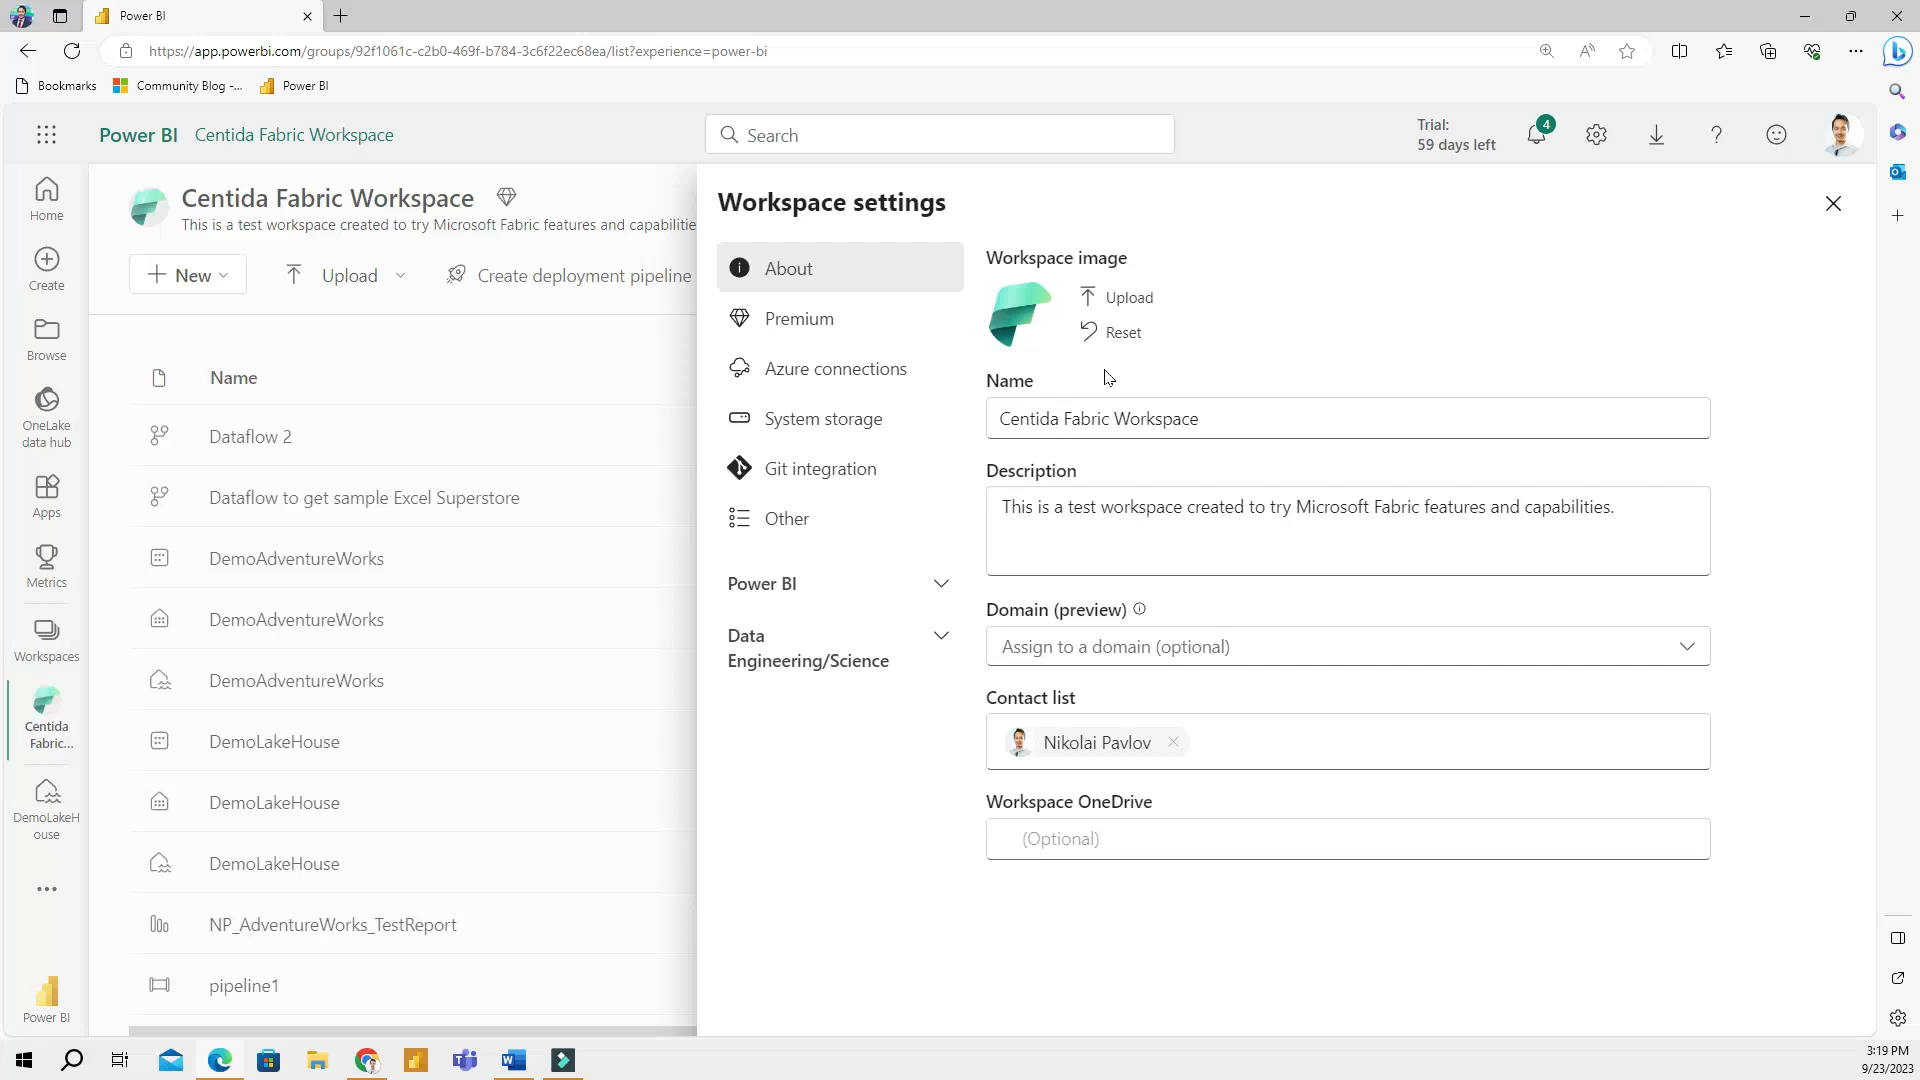 Power BI
https://app.powerbi.com/groups/92f1061c-c2b0-469f-b784-3c6f22ec68ea/list?experience=power-bi
Bookmarks
Community Blog -...
Power BI
Power BI
Centida Fabric Workspace
Search
Trial:
59 days left
4
Home
Create
Browse
OneLake
data hub
Apps
Metrics
Workspaces
Centida
Fabric...
DemoLakeH
ouse
Power BI
Centida Fabric Workspace
This is a test workspace created to try Microsoft Fabric features and capabilities
New
Upload
Create deployment pipeline
Name
Dataflow 2
Dataflow to get sample Excel Superstore
DemoAdventureWorks
DemoAdventureWorks
DemoAdventureWorks
DemoLakeHouse
DemoLakeHouse
DemoLakeHouse
NP_AdventureWorks_TestReport
pipeline1
Workspace settings
About
Premium
Azure connections
System storage
Git integration
Other
Power BI
Data
Engineering/Science
Workspace image
Upload
Reset
Name
Centida Fabric Workspace
Description
This is a test workspace created to try Microsoft Fabric features and capabilities.
Domain (preview)
Assign to a domain (optional)
Contact list
Nikolai Pavlov
Workspace OneDrive
(Optional)
3:19 PM
9/23/2023